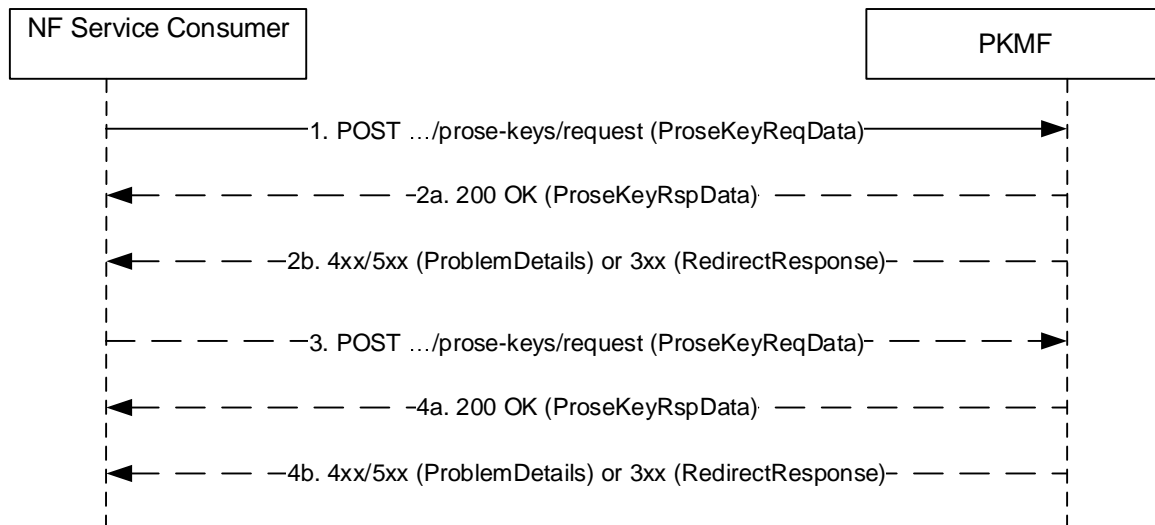 NF Service Consumer
PKMF
1. POST …/prose-keys/request (ProseKeyReqData)
2a. 200 OK (ProseKeyRspData)
2b. 4xx/5xx (ProblemDetails) or 3xx (RedirectResponse)
3. POST …/prose-keys/request (ProseKeyReqData)
4a. 200 OK (ProseKeyRspData)
4b. 4xx/5xx (ProblemDetails) or 3xx (RedirectResponse)